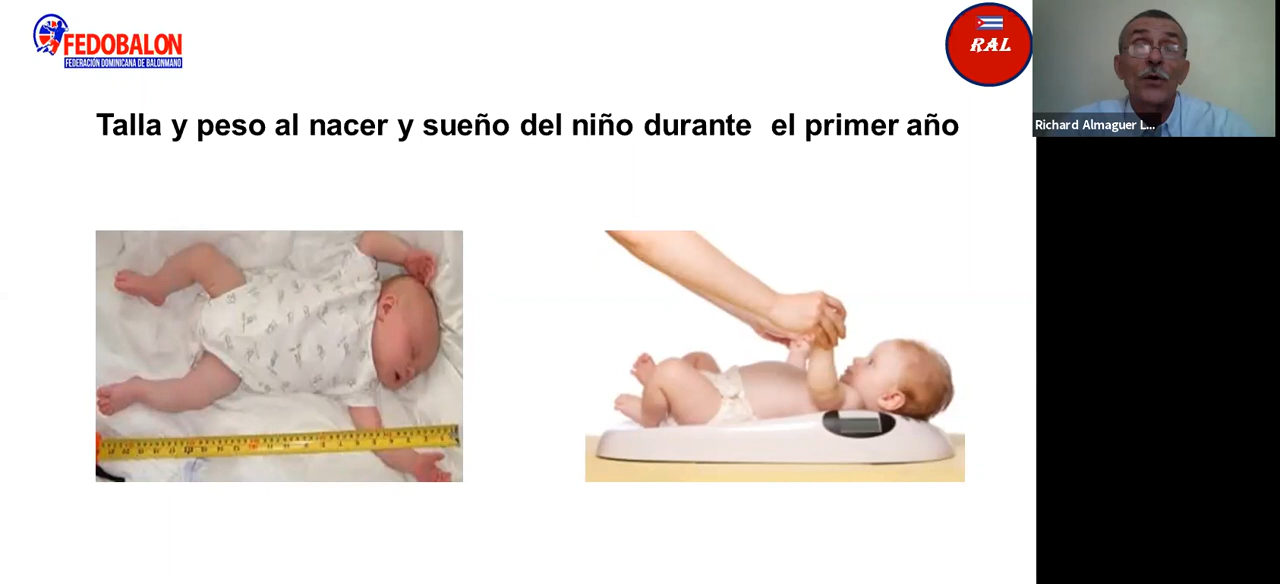 FEDOBALON
FEDERACIÓN DOMINICANA DE BALONMANO
RAL
Talla y peso al nacer y sueño del niño durante  el primer año
Richard Almaguer L...